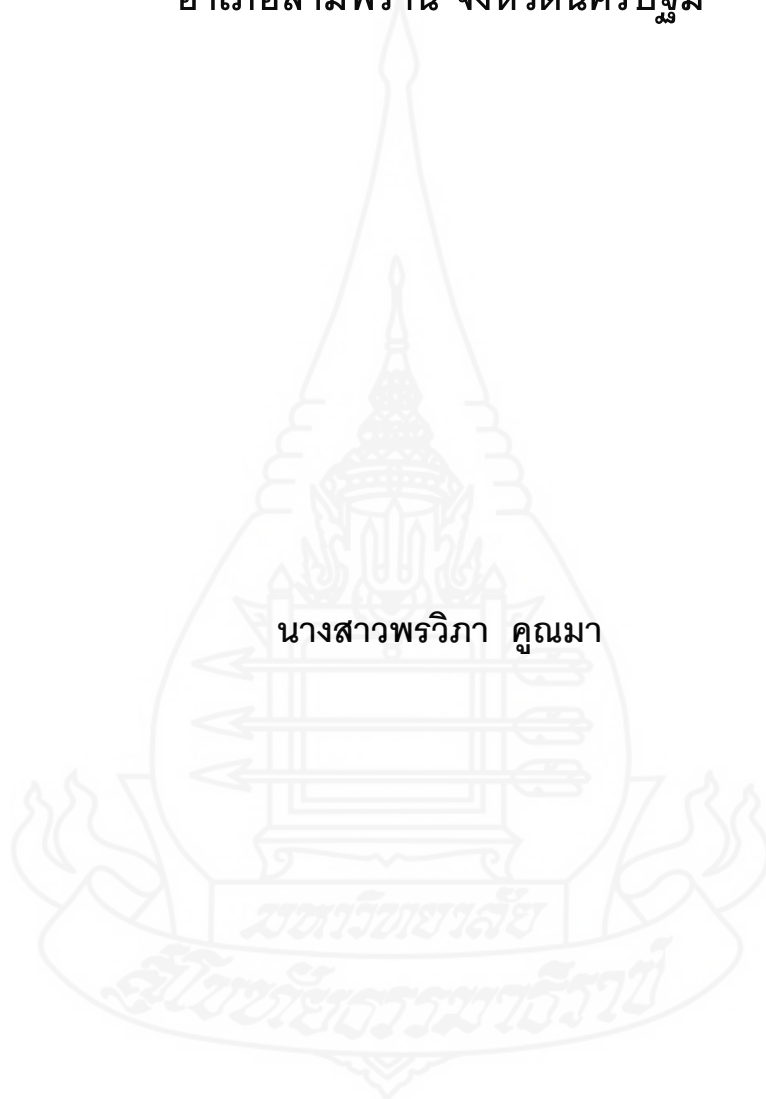 อำเภอสามพราน จังหวัดนครปฐม
นางสาวพรวิภา คูณมา
มหาวิทยาลัย
สุโขทัยธรรมาธิราช